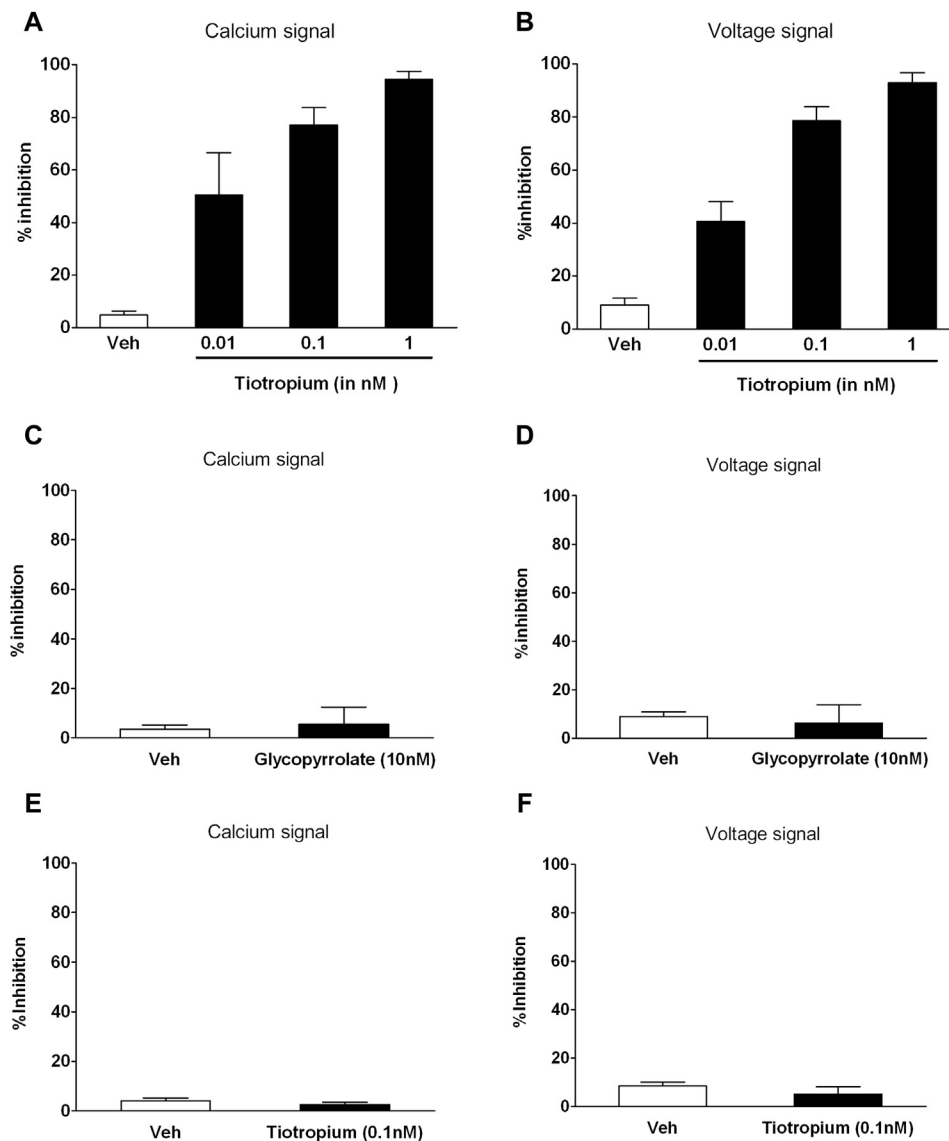 A
Calcium signal
% inhibition
100
80
60
40
20
0
Veh
0.01
0.1
1
Tiotropium (in nM )
B
Voltage signal
%inhibition
100
80
60
40
20
0
Veh
0.01
0.1
1
Tiotropium (in nM)
C
Calcium signal
%inhibition
100
80
60
40
20
0
Veh
Glycopyrrolate (10nM)
D
Voltage signal
%inhibition
100
80
60
40
20
0
Veh
Glycopyrrolate (10nM)
E
Calcium signal
%Inhibition
100
80
60
40
20
0
Veh
Tiotropium (0.1nM)
F
Voltage signal
%Inhibition
100
80
60
40
20
0
Veh
Tiotropium (0.1nM)